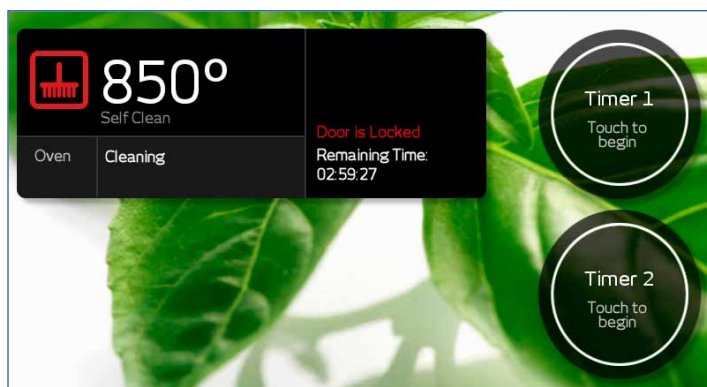 850°
Self Clean
Oven
Cleaning
Door is Locked
Remaining Time:
02:59:27
Timer 1
Touch to
begin
Timer 2
Touch to
begin